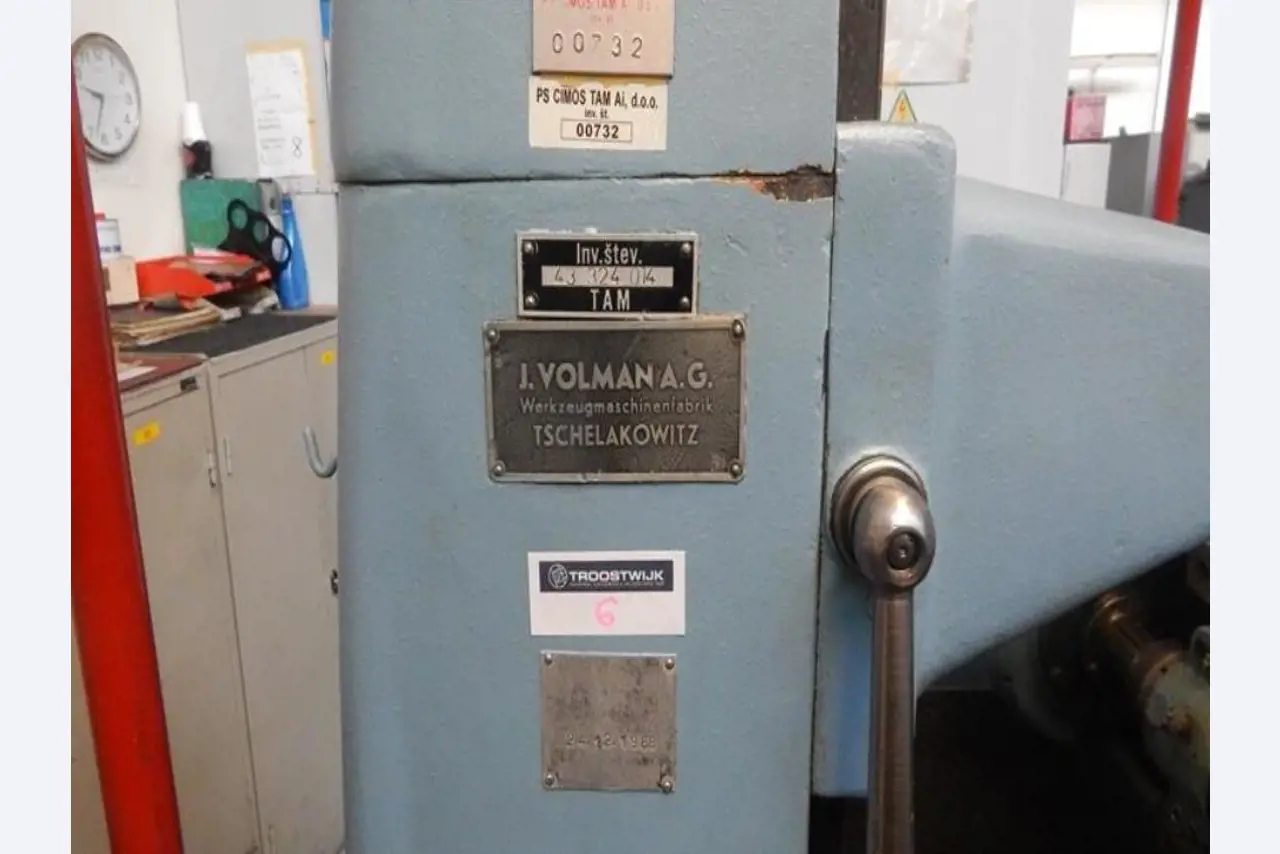 00732
PS CIMOS TAM Ai, d.o.o.
inv. št.
00732
Inv.štev.
43 324 014
TAM
J. VOLMAN A.G.
Werkzeugmaschinenfabrik
TSCHELAKOWITZ
TROOSTWIJK
6
24.12.1968